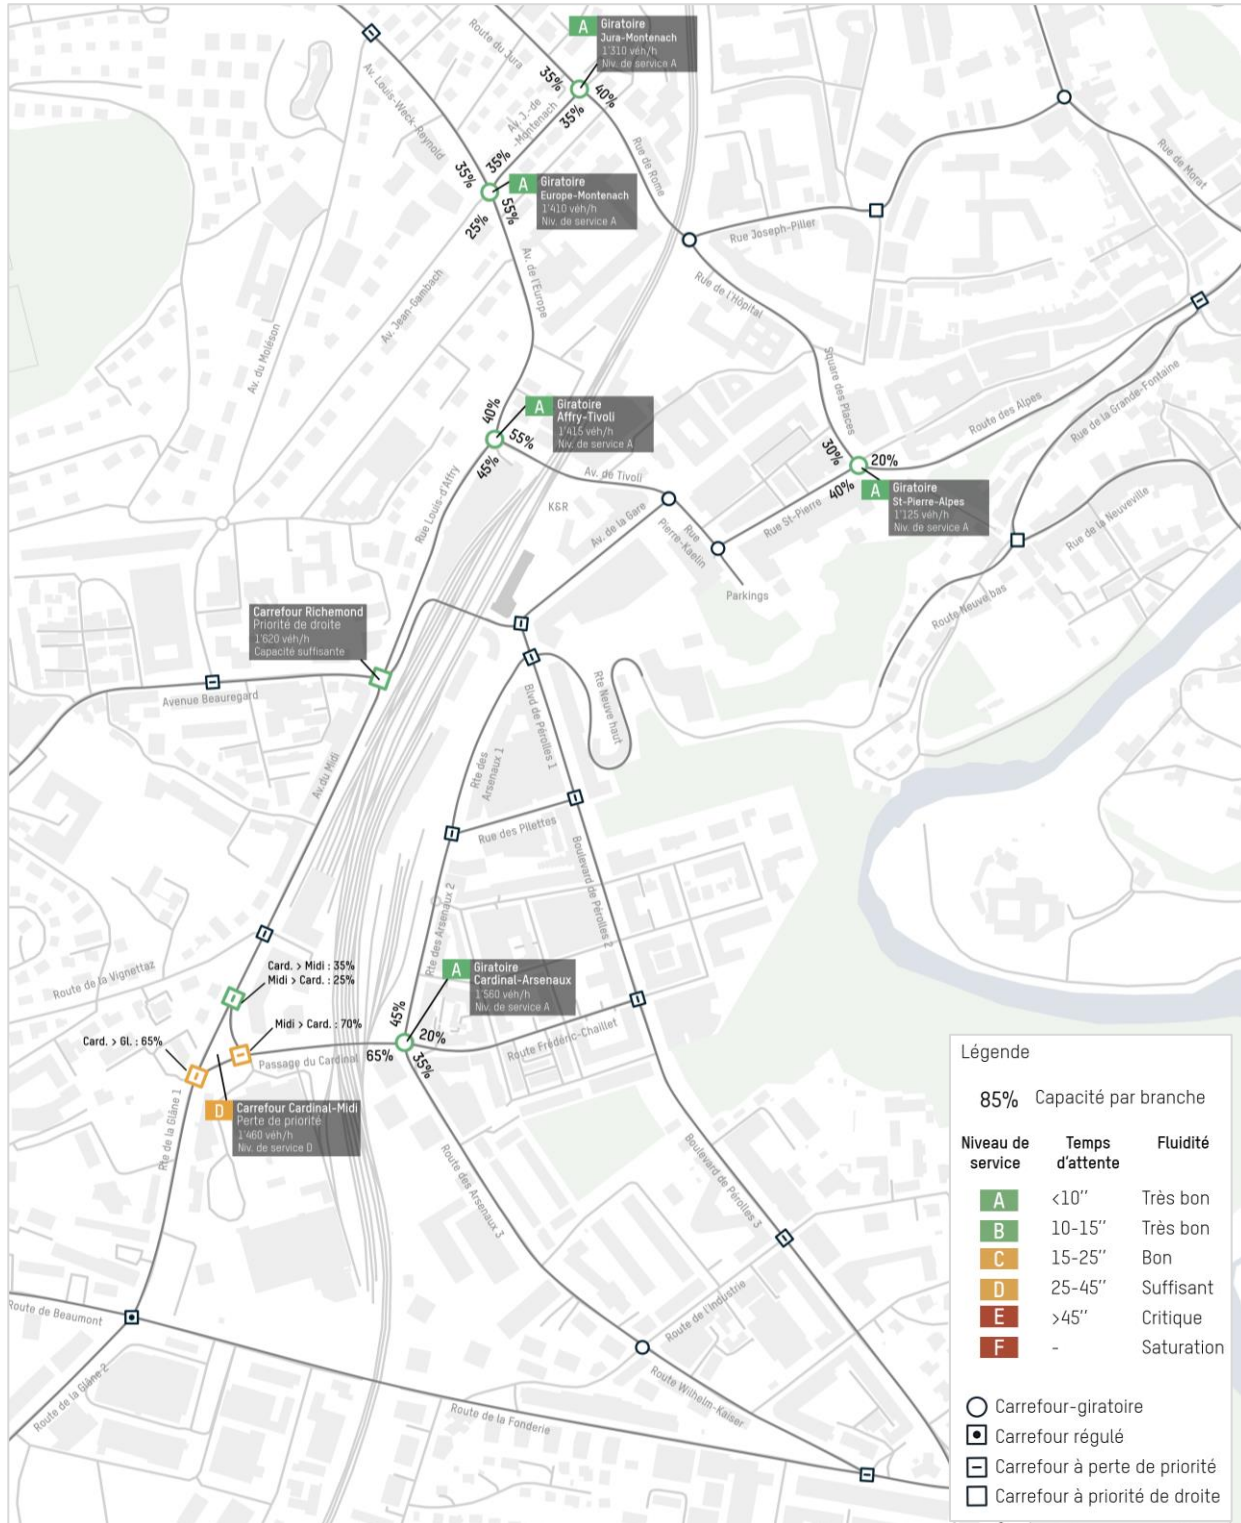 Route du Jura
A
Giratoire
Jura-Montenach
1'310 véh/h
Niv. de service A
35%
40%
35%
Av. Louis-Weck-Reynold
Av. J.-de
-Montenach
35%
35%
55%
25%
A
Giratoire
Europe-Montenach
1'410 véh/h
Niv. de service A
Rue de Rome
Rue de Morat
Rue Joseph-Piller
Av. de l'Europe
Rue de l'Hôpital
Av. Jean-Gambach
Av. du Moléson
Square des Places
Route des Alpes
Rue de la Grande-Fontaine
40%
55%
45%
A
Giratoire
Affry-Tivoli
1'415 véh/h
Niv. de service A
30%
20%
40%
A
Giratoire
St-Pierre-Alpes
1'125 véh/h
Niv. de service A
Av. de Tivoli
Rue Louis-d'Affry
K&R
Av. de la Gare
Rue
Pierre-Kaelin
Rue St-Pierre
Rue de la Neuveville
Parkings
Route Neuve bas
Carrefour Richemond
Priorité de droite
1'620 véh/h
Capacité suffisante
Avenue Beauregard
Rte Neuve haut
Blvd de Pérolles 1
Rte des
Arsenaux 1
Av. du Midi
Rue des Pilettes
Boulevard de Pérolles 2
Rte des Arsenaux 2
Route de la Vignettaz
Card. > Midi : 35%
Midi > Card. : 25%
A
Giratoire
Cardinal-Arsenaux
1'560 véh/h
Niv. de service A
45%
20%
65%
35%
Midi > Card. : 70%
Card. > Gl. : 65%
Passage du Cardinal
Route Frédéric-Chaillet
D
Carrefour Cardinal-Midi
Perte de priorité
1'460 véh/h
Niv. de service D
Rte de la Glâne 1
Route des Arsenaux 3
Boulevard de Pérolles 3
Route de l'Industrie
Route de Beaumont
Route de la Glâne 2
Route de la Fonderie
Route Wilhelm-Kaiser
Légende
85% Capacité par branche
Niveau de service Temps d'attente Fluidité
A <10'' Très bon
B 10-15'' Très bon
C 15-25'' Bon
D 25-45'' Suffisant
E >45'' Critique
F - Saturation
Carrefour-giratoire
Carrefour régulé
Carrefour à perte de priorité
Carrefour à priorité de droite